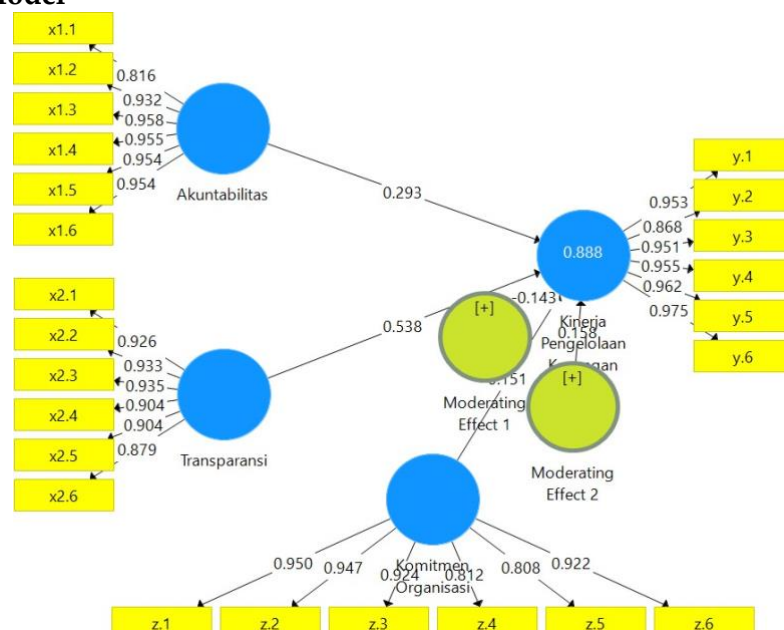 x1.1
x1.2
x1.3
x1.4
x1.5
x1.6
0.816
0.932
0.958
0.955
0.954
0.954
Akuntabilitas
0.293
x2.1
x2.2
x2.3
x2.4
x2.5
x2.6
0.926
0.933
0.935
0.904
0.904
0.879
Transparansi
0.538
0.888
Kinerja
Pengelolaan
y.1
y.2
y.3
y.4
y.5
y.6
0.953
0.868
0.951
0.955
0.962
0.975
-0.143
0.158
0.151
[+]
Moderating
Effect 1
[+]
Moderating
Effect 2
Komitmen
Organisasi
0.950
0.947
0.924
0.812
0.808
0.922
z.1
z.2
z.3
z.4
z.5
z.6